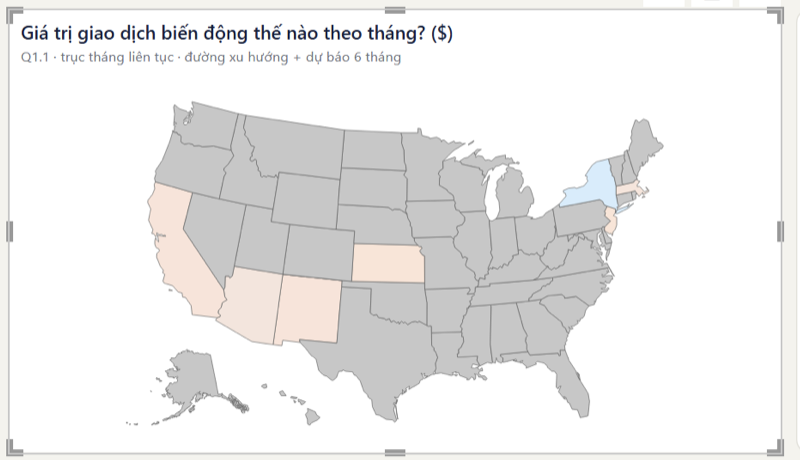 Giá trị giao dịch biến động thế nào theo tháng? ($)
Q1.1 · trục tháng liên tục · đường xu hướng + dự báo 6 tháng